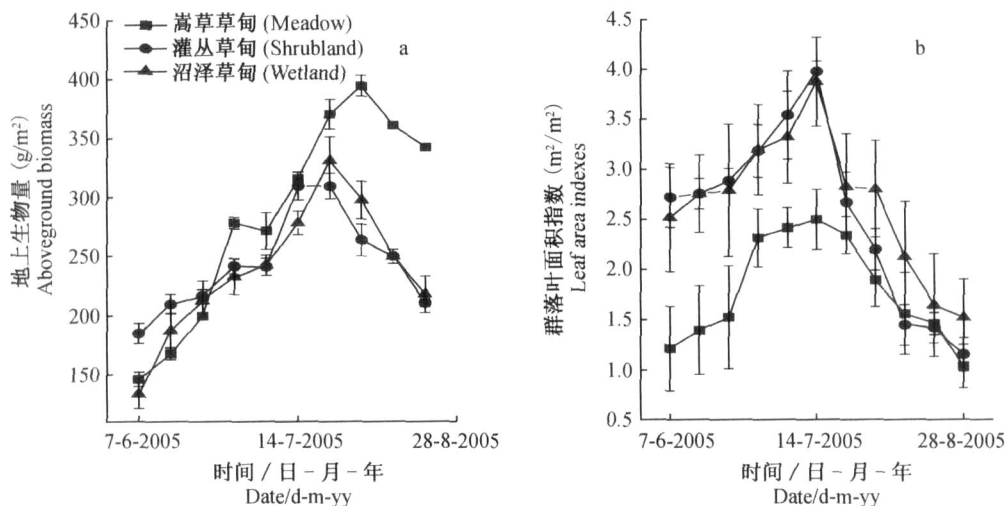 450
400
350
300
250
200
150
地上生物量 (g/m²)
Aboveground biomass
嵩草草甸 (Meadow)
灌丛草甸 (Shrubland)
沼泽草甸 (Wetland)
a
7-6-2005
14-7-2005
28-8-2005
时间 / 日 - 月 - 年
Date/d-m-yy
4.5
4.0
3.5
3.0
2.5
2.0
1.5
1.0
0.5
群落叶面积指数 (m²/m²)
Leaf area indexes
b
7-6-2005
14-7-2005
28-8-2005
时间 / 日 - 月 - 年
Date/d-m-yy